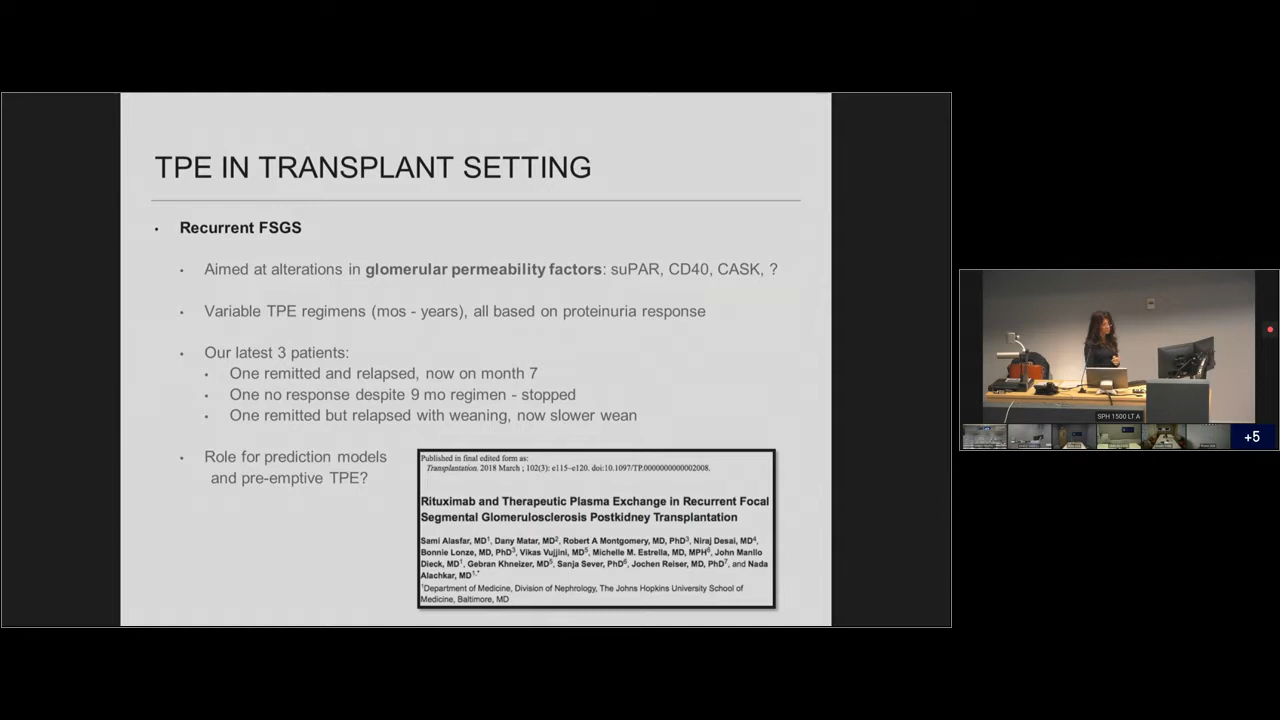 TPE IN TRANSPLANT SETTING
• Recurrent FSGS
• Aimed at alterations in glomerular permeability factors: suPAR, CD40, CASK, ?
• Variable TPE regimens (mos - years), all based on proteinuria response
• Our latest 3 patients:
• One remitted and relapsed, now on month 7
• One no response despite 9 mo regimen - stopped
• One remitted but relapsed with weaning, now slower wean
• Role for prediction models
and pre-emptive TPE?
Published in final edited form as:
Transplantation. 2018 March ; 102(3): e115–e120. doi:10.1097/TP.0000000000002008.
Rituximab and Therapeutic Plasma Exchange in Recurrent Focal
Segmental Glomerulosclerosis Postkidney Transplantation
Sami Alasfar, MD1, Dany Matar, MD2, Robert A Montgomery, MD, PhD3, Niraj Desai, MD4,
Bonnie Lonze, MD, PhD3, Vikas Vujjini, MD5, Michelle M. Estrella, MD, MPH6, John Manllo
Dieck, MD1, Gebran Khneizer, MD5, Sanja Sever, PhD6, Jochen Reiser, MD, PhD7, and Nada
Alachkar, MD1,*
1Department of Medicine, Division of Nephrology, The Johns Hopkins University School of
Medicine, Baltimore, MD
SPH 1500 LT A
+5